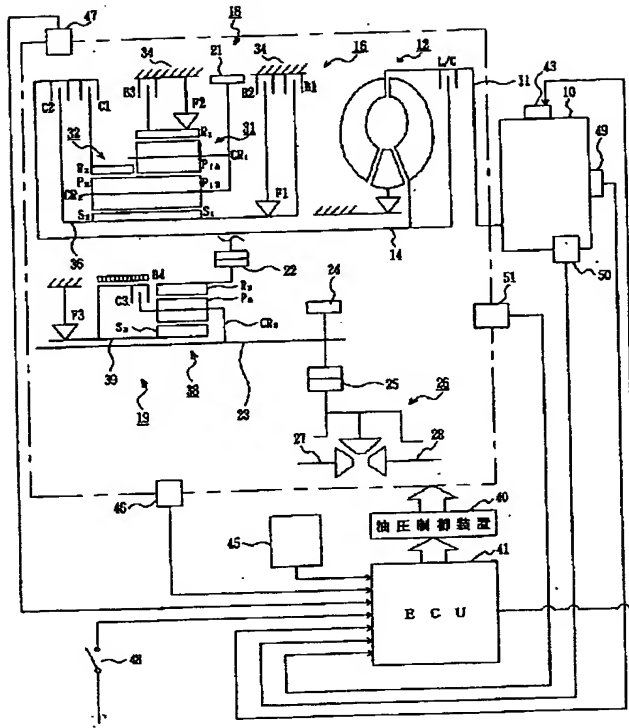 47
18
34
34
16
12
L/C
21
43
10
B3
F2
B2
B1
11
C2
C1
49
32
R1
31
P1A
CR1
R2
P2
P1B
CR2
F1
S2
S1
36
14
50
22
24
51
B4
R3
F3
C3
P3
S3
CR3
25
26
39
38
23
19
27
28
46
40
油圧制御装置
45
41
ECU
48